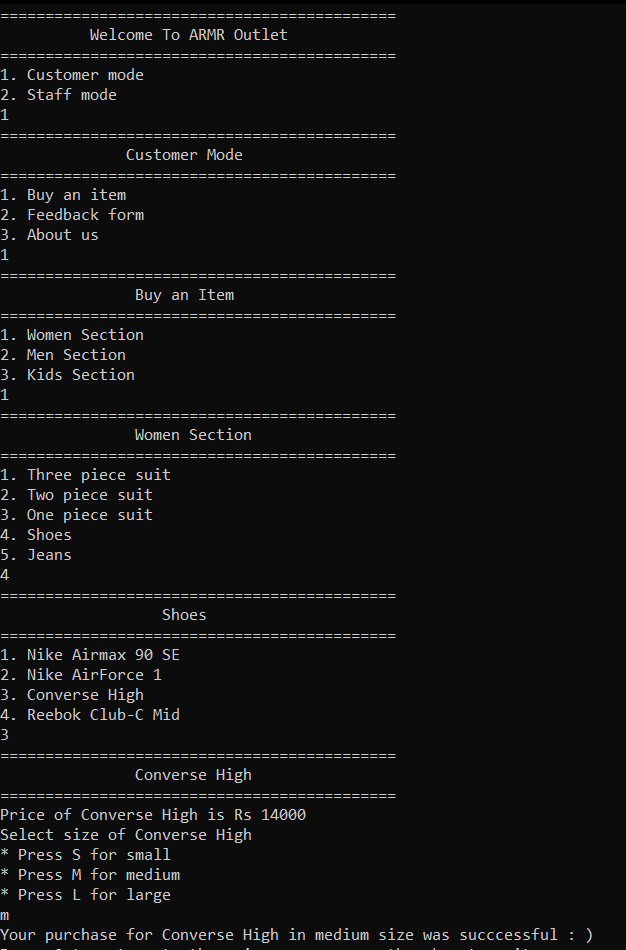 ============================================
Welcome To ARMR Outlet
============================================
1. Customer mode
2. Staff mode
1
============================================
Customer Mode
============================================
1. Buy an item
2. Feedback form
3. About us
1
============================================
Buy an Item
============================================
1. Women Section
2. Men Section
3. Kids Section
1
============================================
Women Section
============================================
1. Three piece suit
2. Two piece suit
3. One piece suit
4. Shoes
5. Jeans
4
============================================
Shoes
============================================
1. Nike Airmax 90 SE
2. Nike AirForce 1
3. Converse High
4. Reebok Club-C Mid
3
============================================
Converse High
============================================
Price of Converse High is Rs 14000
Select size of Converse High
* Press S for small
* Press M for medium
* Press L for large
m
Your purchase for Converse High in medium size was succcessful : )